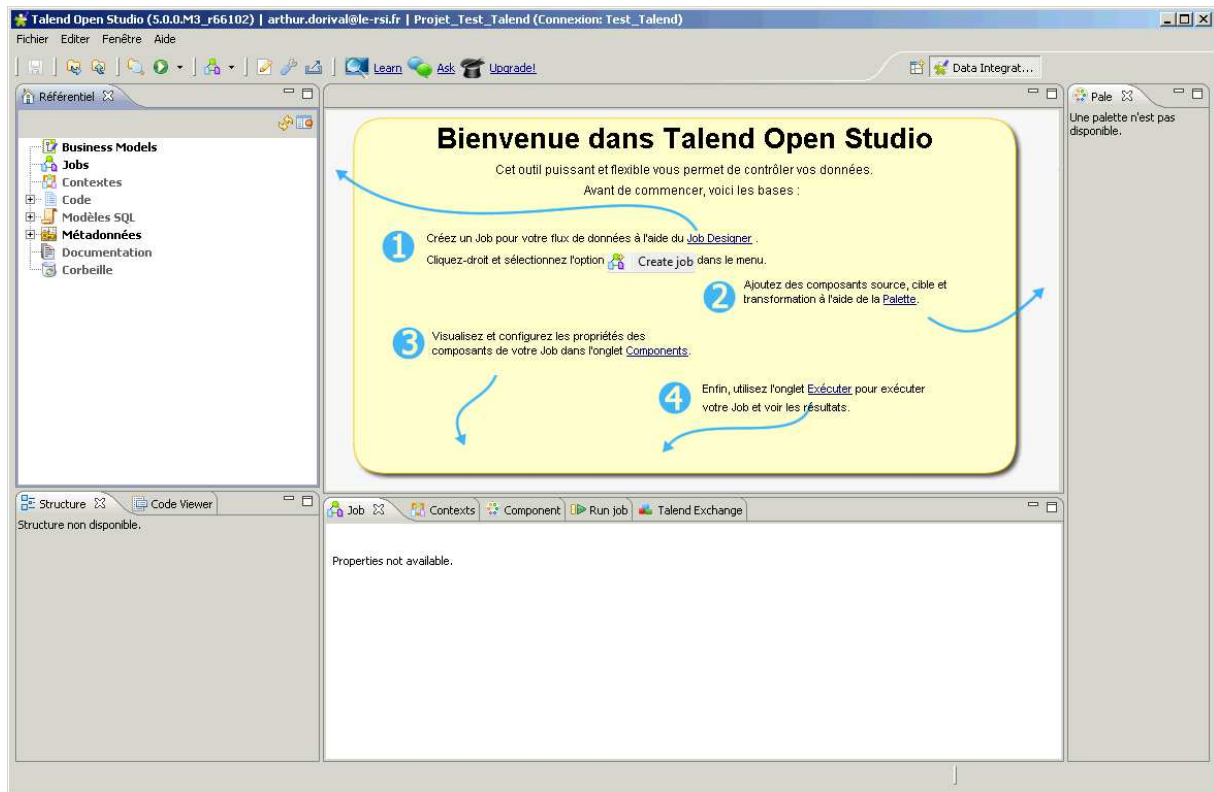 Talend Open Studio (5.0.0.M3_r66102) | arthur.dorival@le-rsi.fr | Projet_Test_Talend (Connexion: Test_Talend)
Fichier Editer Fenêtre Aide
Learn Ask Upgrade!
Data Integrat...
Référentiel
Business Models
Jobs
Contextes
Code
Modèles SQL
Métadonnées
Documentation
Corbeille
Bienvenue dans Talend Open Studio
Cet outil puissant et flexible vous permet de contrôler vos données.
Avant de commencer, voici les bases :
1
Créez un Job pour votre flux de données à l'aide du Job Designer .
Cliquez-droit et sélectionnez l'option Create job dans le menu.
2
Ajoutez des composants source, cible et
transformation à l'aide de la Palette.
3
Visualisez et configurez les propriétés des
composants de votre Job dans l'onglet Components.
4
Enfin, utilisez l'onglet Exécuter pour exécuter
votre Job et voir les résultats.
Pale
Une palette n'est pas
disponible.
Structure Code Viewer
Structure non disponible.
Job Contexts Component Run job Talend Exchange
Properties not available.